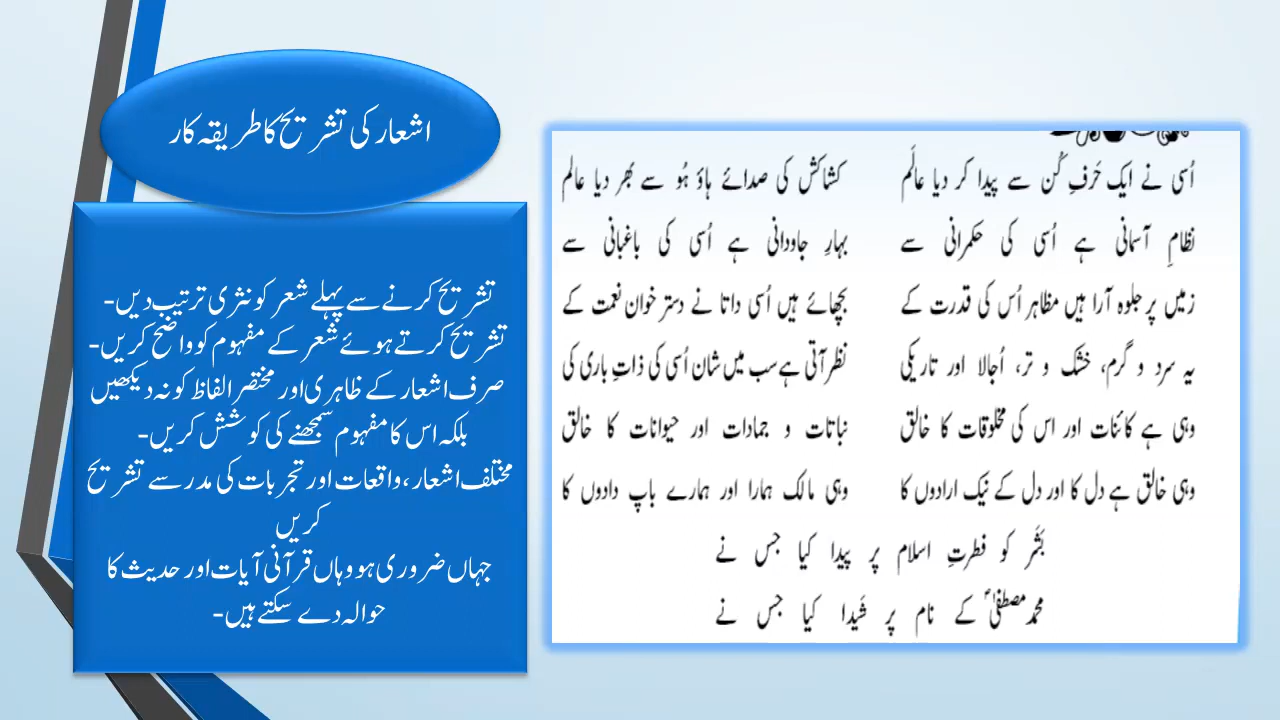 اشعار کی تشریح کا طریقہ کار
تشریح کرنے سے پہلے شعر کو نثری ترتیب دیں-
تشریح کرتے ہوئے شعر کے مفہوم کو واضح کریں-
صرف اشعار کے ظاہری اور مختصر الفاظ کو نہ دیکھیں
بلکہ اس کا مفہوم سمجھنے کی کوشش کریں-
مختلف اشعار، واقعات اور تجربات کی مدر سے تشریح
کریں
جہاں ضروری ہو وہاں قرآنی آیات اور حدیث کا
حوالہ دے سکتے ہیں-
اُسی نے ایک حَرفِ کُن سے پیدا کر دیا عالَم کشاکش کی صدائے ہاؤ ہُو سے بھر دیا عالم
نظامِ آسمانی ہے اُسی کی حکمرانی سے بہارِ جاودانی ہے اُسی کی باغبانی سے
زمیں پر جلوہ آرا ہیں مظاہر اُس کی قدرت کے بچھائے ہیں اُسی داتا نے دستر خوان نعمت کے
یہ سرد و گرم، خشک و تر، اُجالا اور تاریکی نظر آتی ہے سب میں شان اُسی کی ذاتِ باری کی
وہی ہے کائنات اور اس کی مخلوقات کا خالق نباتات و جمادات اور حیوانات کا خالق
وہی خالق ہے دل کا اور دل کے نیک ارادوں کا وہی مالک ہمارا اور ہمارے باپ دادوں کا
بَشَر کو فطرتِ اسلام پر پیدا کیا جس نے
محمد مصطفیٰؐ کے نام پر شَیدا کیا جس نے